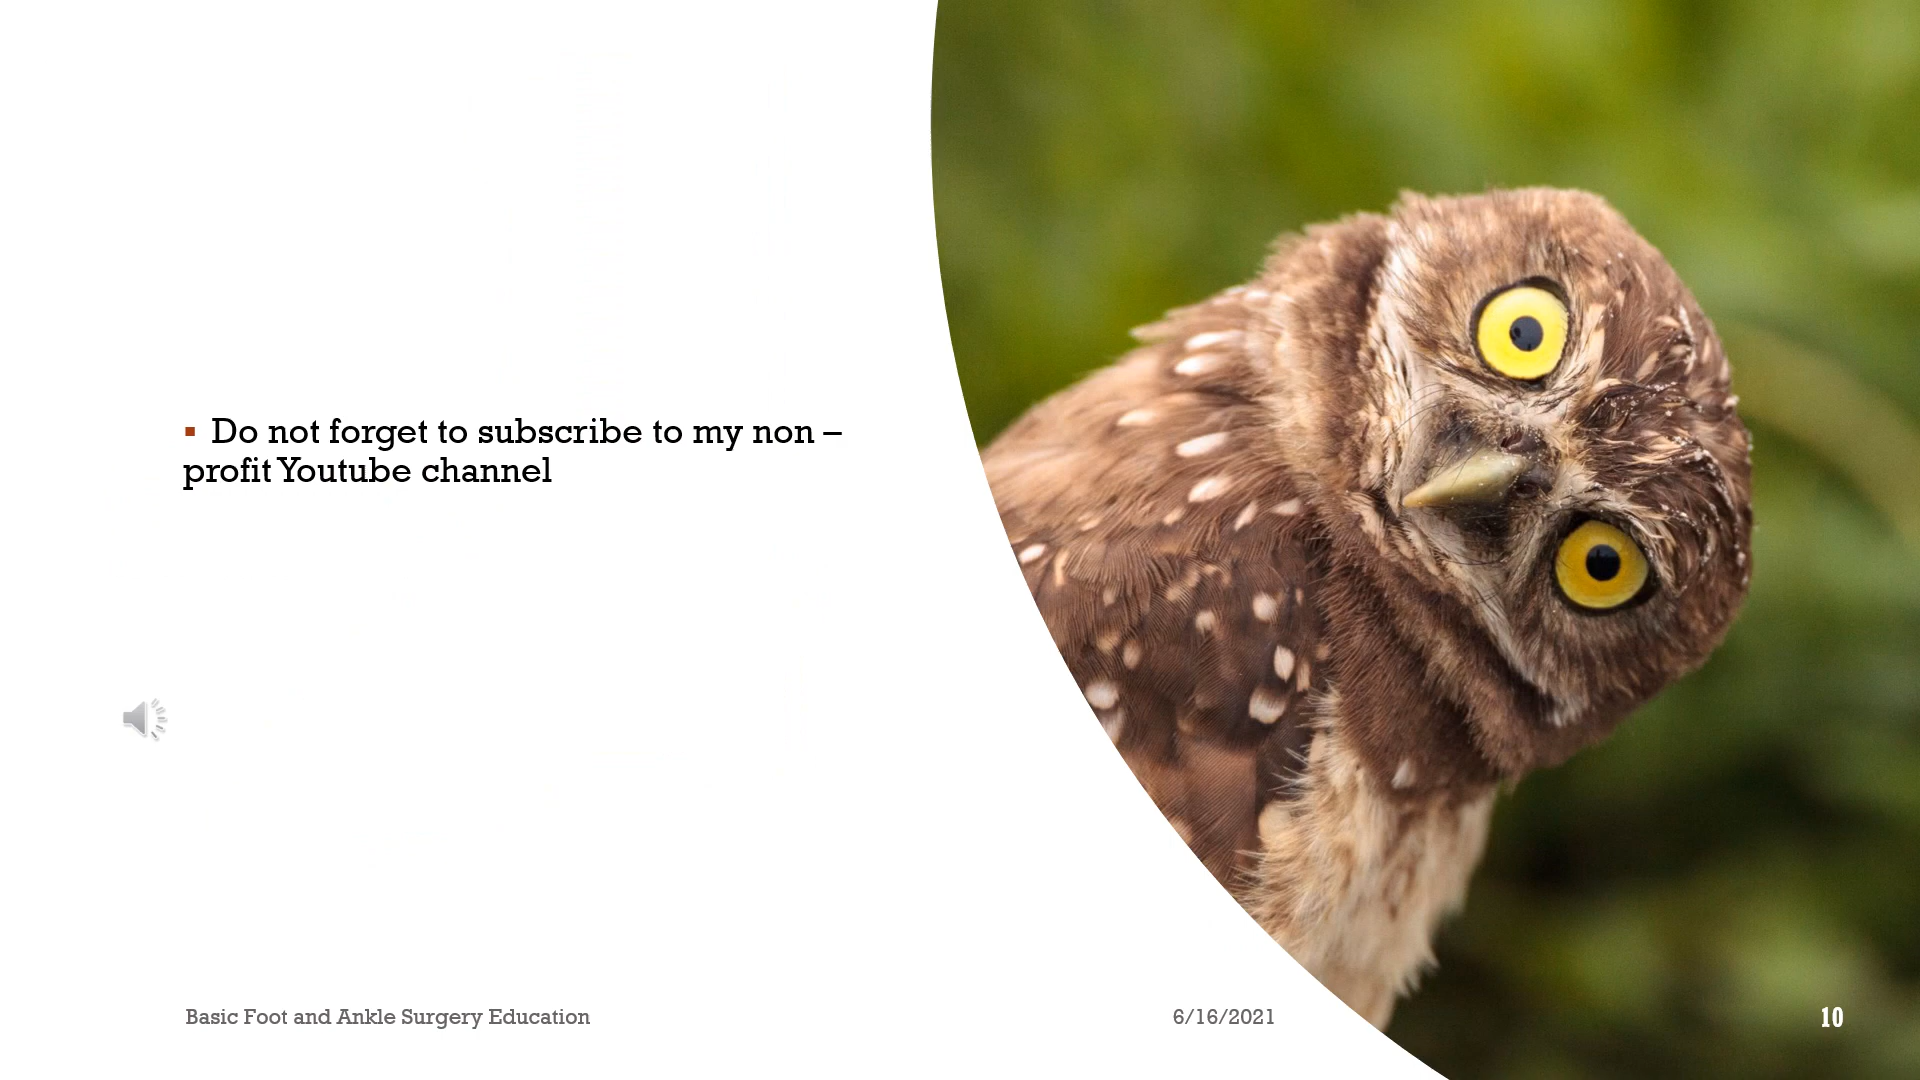 Do not forget to subscribe to my non –
profit Youtube channel
Basic Foot and Ankle Surgery Education
6/16/2021
10